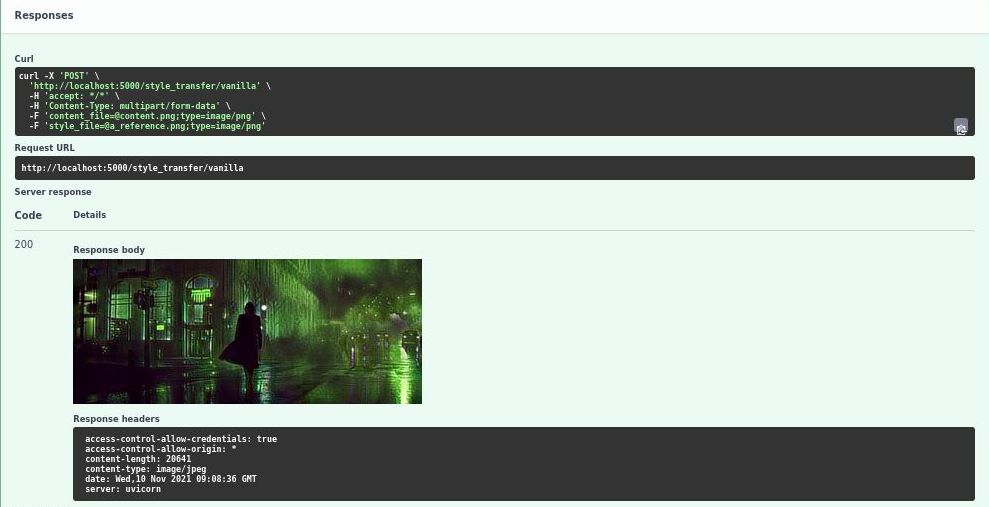 Responses
Curl
curl -X 'POST' \
'http://localhost:5000/style_transfer/vanilla' \
-H 'accept: */*' \
-H 'Content-Type: multipart/form-data' \
-F 'content_file=@content.png;type=image/png' \
-F 'style_file=@a_reference.png;type=image/png'
Request URL
http://localhost:5000/style_transfer/vanilla
Server response
Code Details
200
Response body
Response headers
access-control-allow-credentials: true
access-control-allow-origin: *
content-length: 20641
content-type: image/jpeg
date: Wed,10 Nov 2021 09:08:36 GMT
server: uvicorn